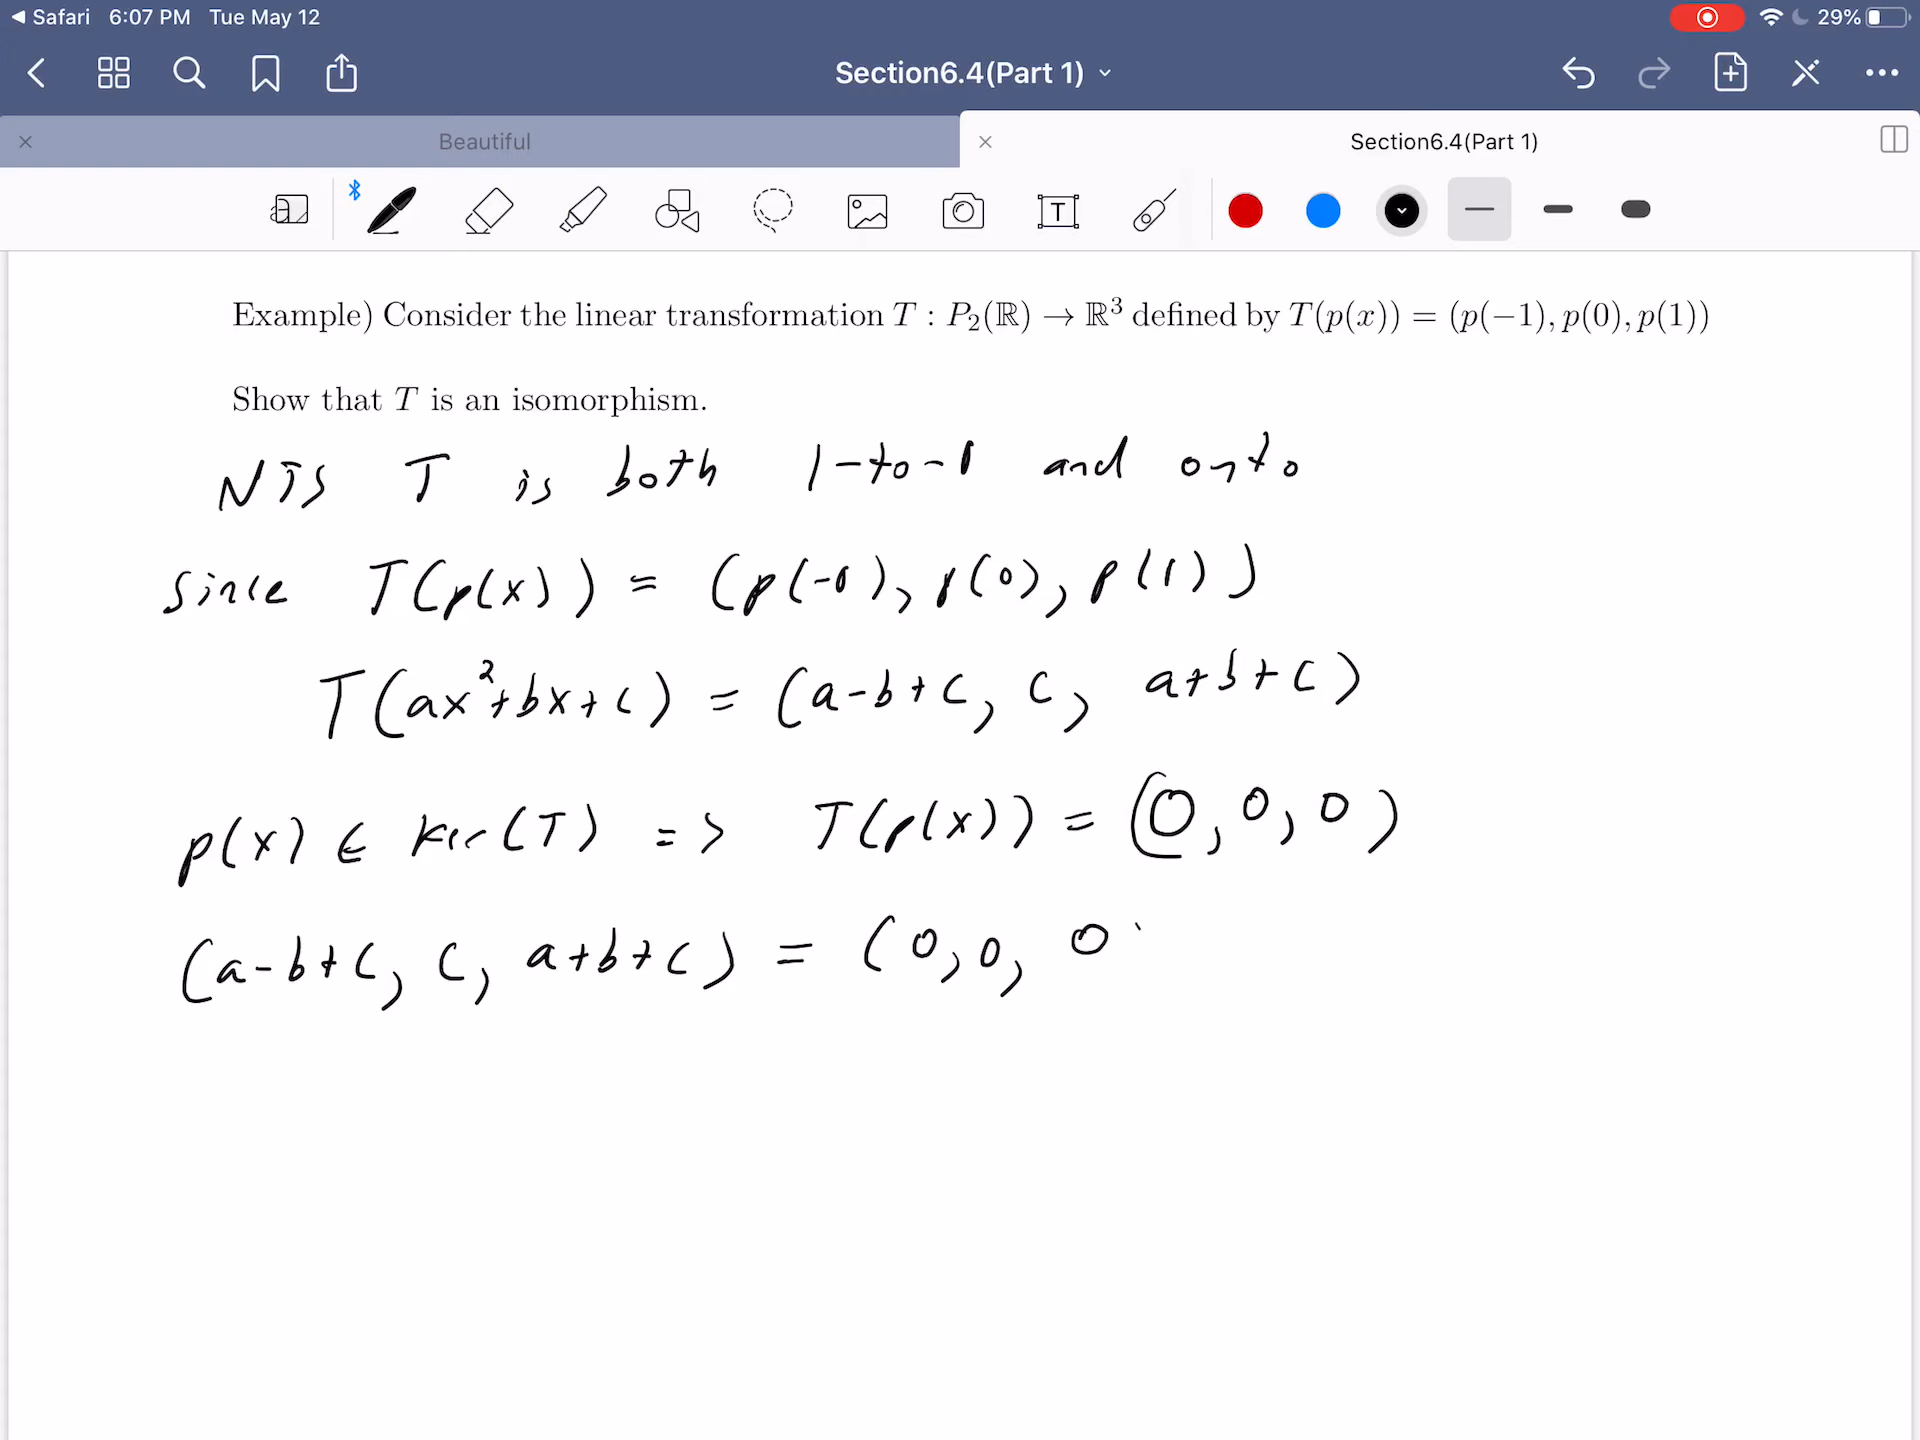 Safari 6:07 PM Tue May 12 29%
Section6.4(Part 1)
Beautiful Section6.4(Part 1)
Example) Consider the linear transformation T : P₂(ℝ) → ℝ³ defined by T(p(x)) = (p(−1), p(0), p(1))
Show that T is an isomorphism.
NTS T is both 1-to-1 and onto
Since T(p(x)) = (p(-1), p(0), p(1))
T(ax²+bx+c) = (a-b+c, c, a+b+c)
p(x) ∈ Ker(T) => T(p(x)) = (0, 0, 0)
(a-b+c, c, a+b+c) = (0, 0, 0